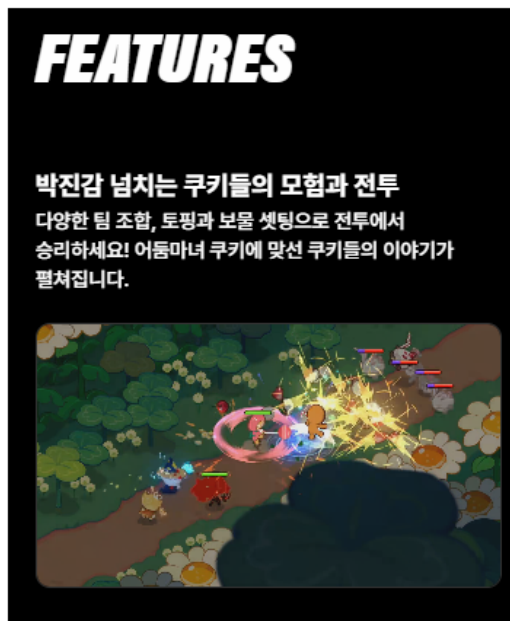 FEATURES
박진감 넘치는 쿠키들의 모험과 전투
다양한 팀 조합, 토핑과 보물 셋팅으로 전투에서
승리하세요! 어둠마녀 쿠키에 맞선 쿠키들의 이야기가
펼쳐집니다.